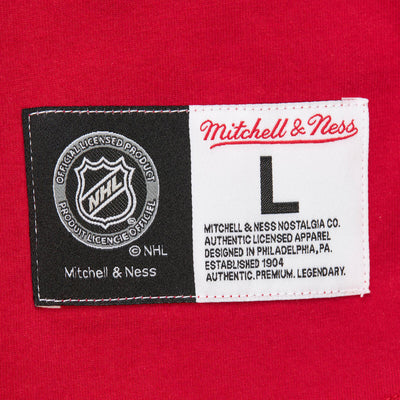 OFFICIAL LICENSED PRODUCT
NHL
PRODUIT LICENCIÉ OFFICIEL
© NHL
Mitchell & Ness
Mitchell & Ness
L
MITCHELL & NESS NOSTALGIA CO.
AUTHENTIC LICENSED APPAREL
DESIGNED IN PHILADELPHIA, PA.
ESTABLISHED 1904
AUTHENTIC. PREMIUM. LEGENDARY.